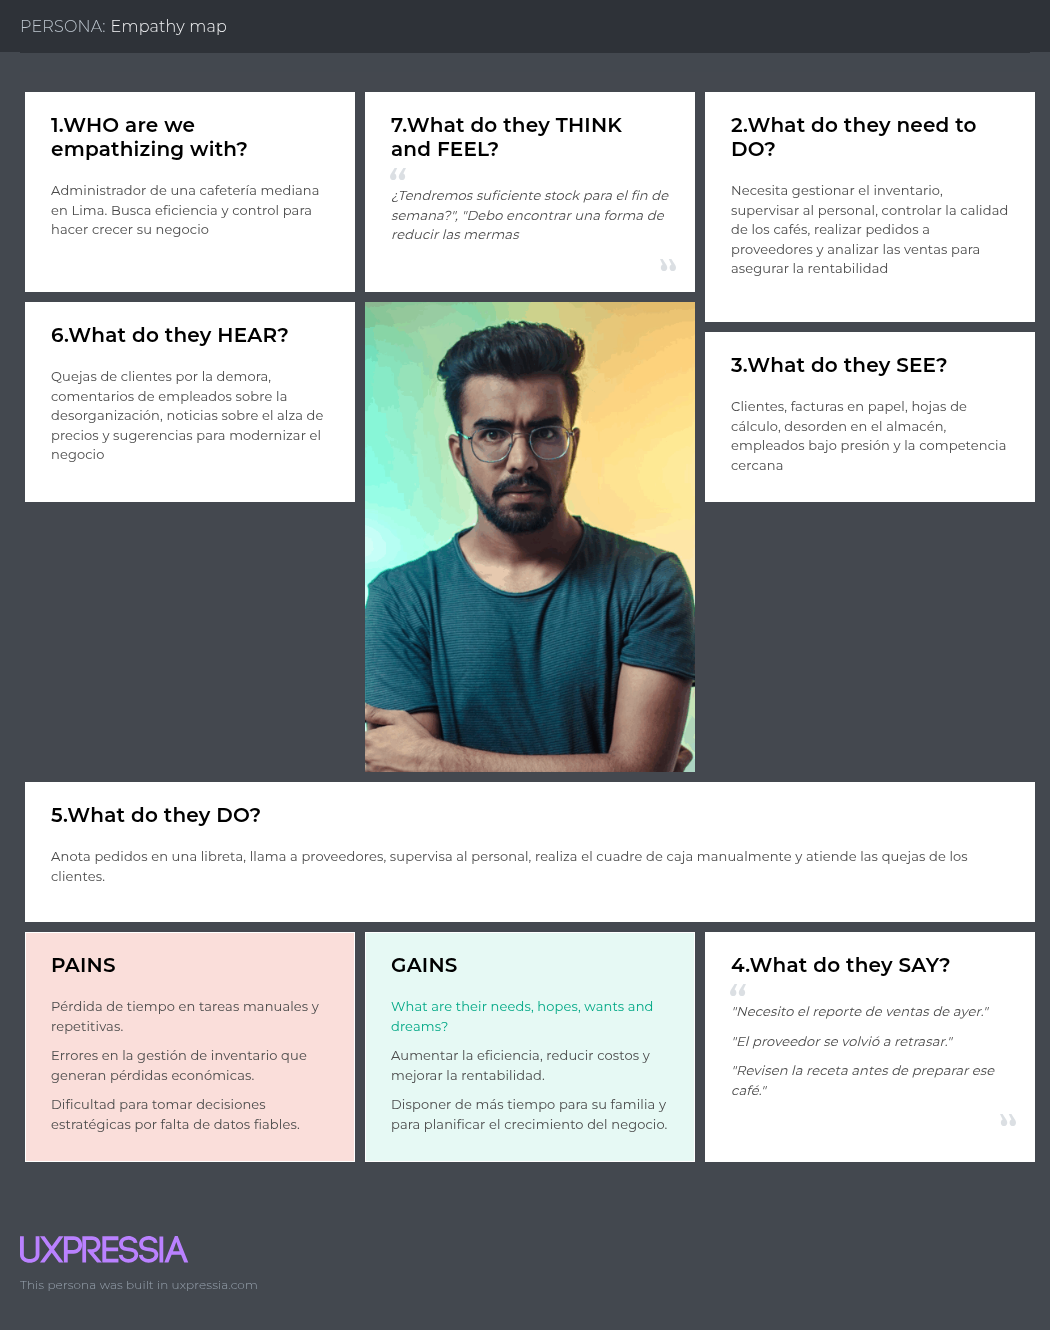 PERSONA: Empathy map
1.WHO are we
empathizing with?
Administrador de una cafetería mediana
en Lima. Busca eficiencia y control para
hacer crecer su negocio
7.What do they THINK
and FEEL?
“
¿Tendremos suficiente stock para el fin de
semana?", "Debo encontrar una forma de
reducir las mermas
”
2.What do they need to
DO?
Necesita gestionar el inventario,
supervisar al personal, controlar la calidad
de los cafés, realizar pedidos a
proveedores y analizar las ventas para
asegurar la rentabilidad
6.What do they HEAR?
Quejas de clientes por la demora,
comentarios de empleados sobre la
desorganización, noticias sobre el alza de
precios y sugerencias para modernizar el
negocio
3.What do they SEE?
Clientes, facturas en papel, hojas de
cálculo, desorden en el almacén,
empleados bajo presión y la competencia
cercana
5.What do they DO?
Anota pedidos en una libreta, llama a proveedores, supervisa al personal, realiza el cuadre de caja manualmente y atiende las quejas de los
clientes.
PAINS
Pérdida de tiempo en tareas manuales y
repetitivas.
Errores en la gestión de inventario que
generan pérdidas económicas.
Dificultad para tomar decisiones
estratégicas por falta de datos fiables.
GAINS
What are their needs, hopes, wants and
dreams?
Aumentar la eficiencia, reducir costos y
mejorar la rentabilidad.
Disponer de más tiempo para su familia y
para planificar el crecimiento del negocio.
4.What do they SAY?
“
"Necesito el reporte de ventas de ayer."
"El proveedor se volvió a retrasar."
"Revisen la receta antes de preparar ese
café."
”
UXPRESSIA
This persona was built in uxpressia.com